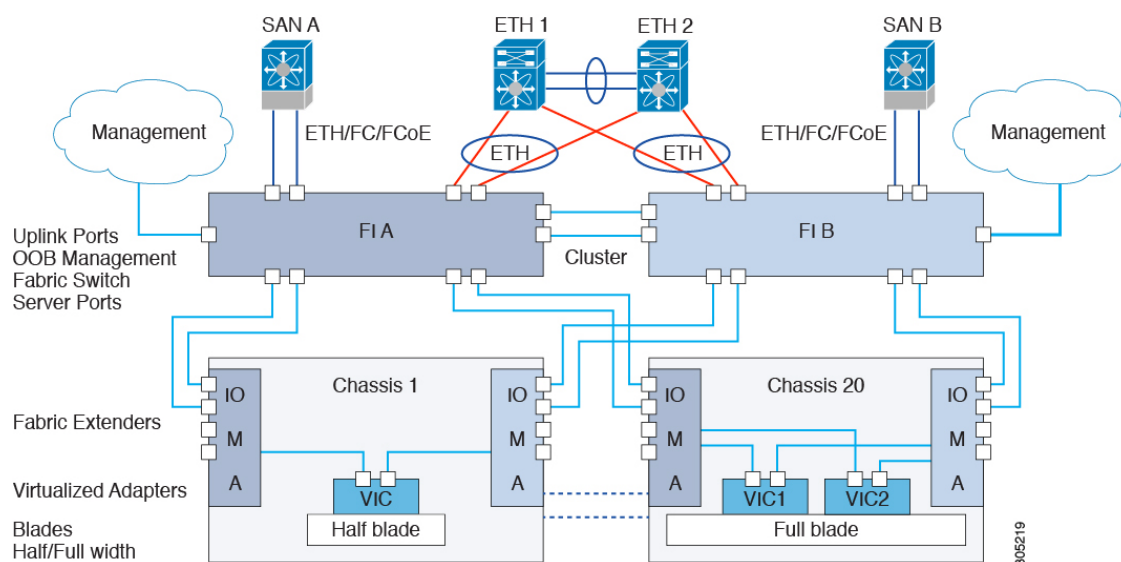 SAN A
ETH 1
ETH 2
SAN B
Management
ETH/FC/FCoE
ETH
ETH
ETH/FC/FCoE
Management
FI A
FI B
Cluster
Uplink Ports
OOB Management
Fabric Switch
Server Ports
Chassis 1
Chassis 20
IO
M
A
IO
M
A
IO
M
A
IO
M
A
Fabric Extenders
Virtualized Adapters
VIC
VIC1
VIC2
Blades
Half/Full width
Half blade
Full blade
305219